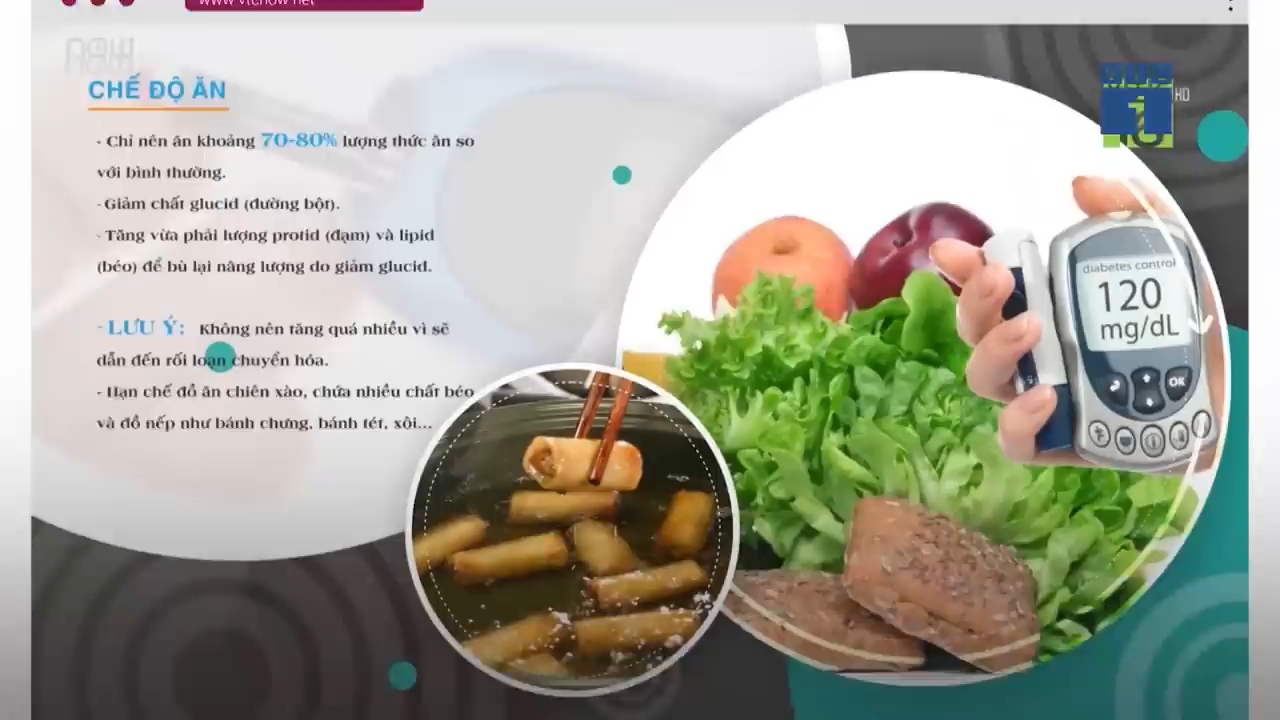 www.vtcnow.net
now
CHẾ ĐỘ ĂN
- Chỉ nên ăn khoảng 70-80% lượng thức ăn so
với bình thường.
- Giảm chất glucid (đường bột).
- Tăng vừa phải lượng protid (đạm) và lipid
(béo) để bù lại năng lượng do giảm glucid.
- LƯU Ý: Không nên tăng quá nhiều vì sẽ
dẫn đến rối loạn chuyển hóa.
- Hạn chế đồ ăn chiên xào, chứa nhiều chất béo
và đồ nếp như bánh chưng, bánh tét, xôi...
HD
diabetes control
120
mg/dL
OK